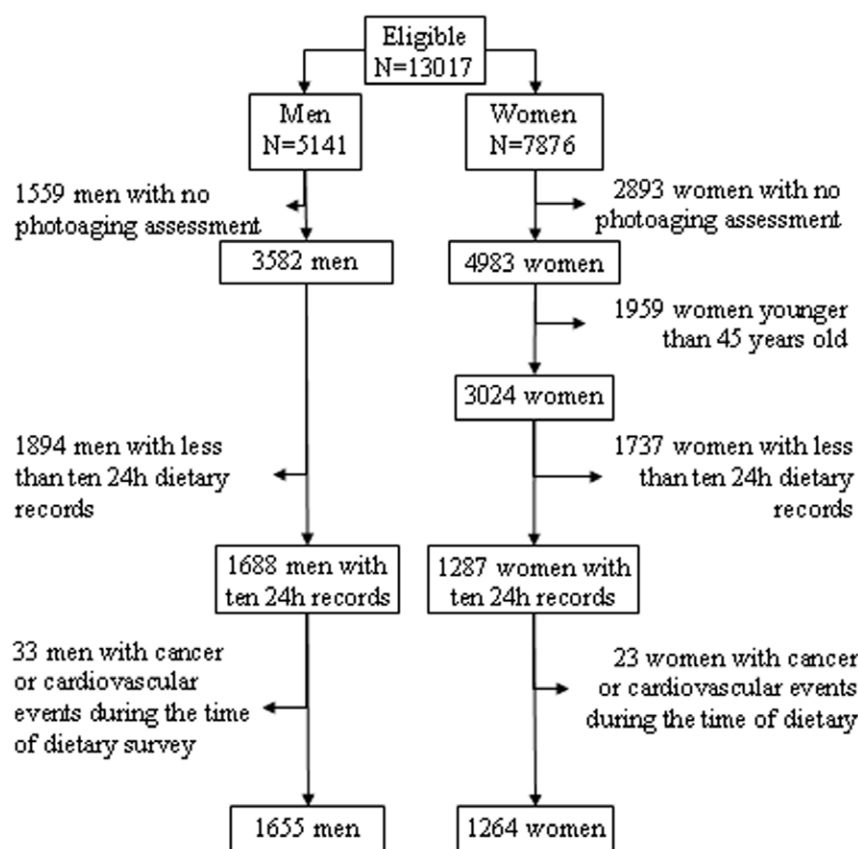 Eligible
N=13017
Men
N=5141
Women
N=7876
1559 men with no
photoaging assessment
2893 women with no
photoaging assessment
3582 men
4983 women
1959 women younger
than 45 years old
3024 women
1894 men with less
than ten 24h dietary
records
1737 women with less
than ten 24h dietary
records
1688 men with
ten 24h records
1287 women with
ten 24h records
33 men with cancer
or cardiovascular
events during the time
of dietary survey
23 women with cancer
or cardiovascular events
during the time of dietary
1655 men
1264 women